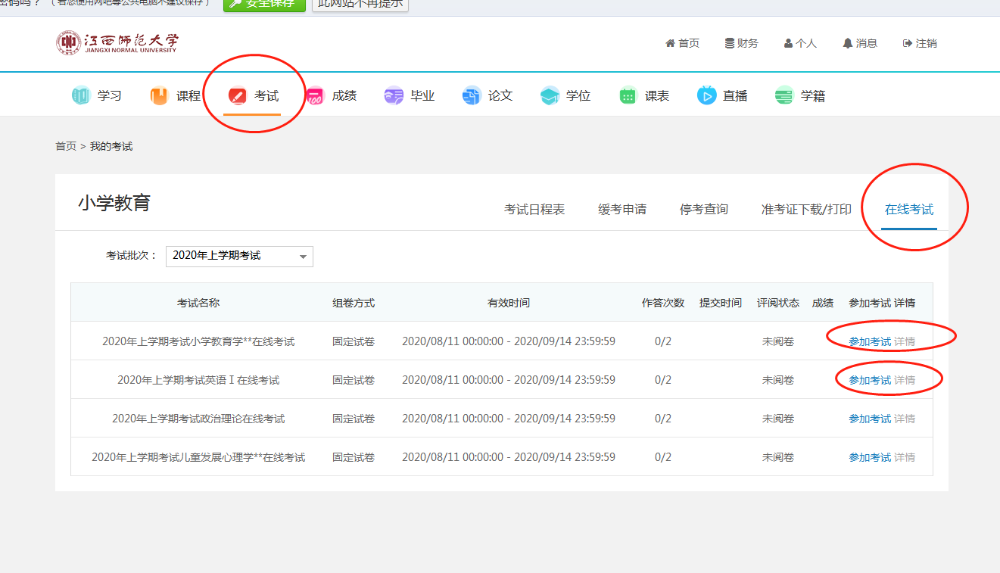 密码吗？ （若您使用网吧等公共电脑不建议保存） 安全保存 此网站不再提示
江西师范大学
JIANGXI NORMAL UNIVERSITY
首页 财务 个人 消息 注销
学习 课程 考试 成绩 毕业 论文 学位 课表 直播 学籍
首页 > 我的考试
小学教育
考试日程表 缓考申请 停考查询 准考证下载/打印 在线考试
考试批次： 2020年上学期考试
考试名称 组卷方式 有效时间 作答次数 提交时间 评阅状态 成绩 参加考试 详情
2020年上学期考试小学教育学**在线考试 固定试卷 2020/08/11 00:00:00 - 2020/09/14 23:59:59 0/2 未阅卷 参加考试 详情
2020年上学期考试英语Ⅰ在线考试 固定试卷 2020/08/11 00:00:00 - 2020/09/14 23:59:59 0/2 未阅卷 参加考试 详情
2020年上学期考试政治理论在线考试 固定试卷 2020/08/11 00:00:00 - 2020/09/14 23:59:59 0/2 未阅卷 参加考试 详情
2020年上学期考试儿童发展心理学**在线考试 固定试卷 2020/08/11 00:00:00 - 2020/09/14 23:59:59 0/2 未阅卷 参加考试 详情